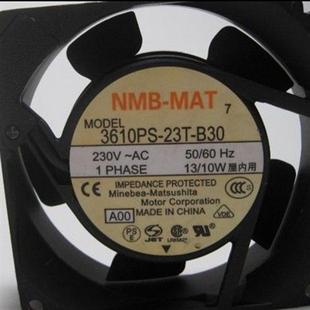 NMB-MAT 7
MODEL
3610PS-23T-B30
230V ~AC 50/60 Hz
1 PHASE 13/10W 屋内用
IMPEDANCE PROTECTED
Minebea-Matsushita
Motor Corporation
A00 MADE IN CHINA